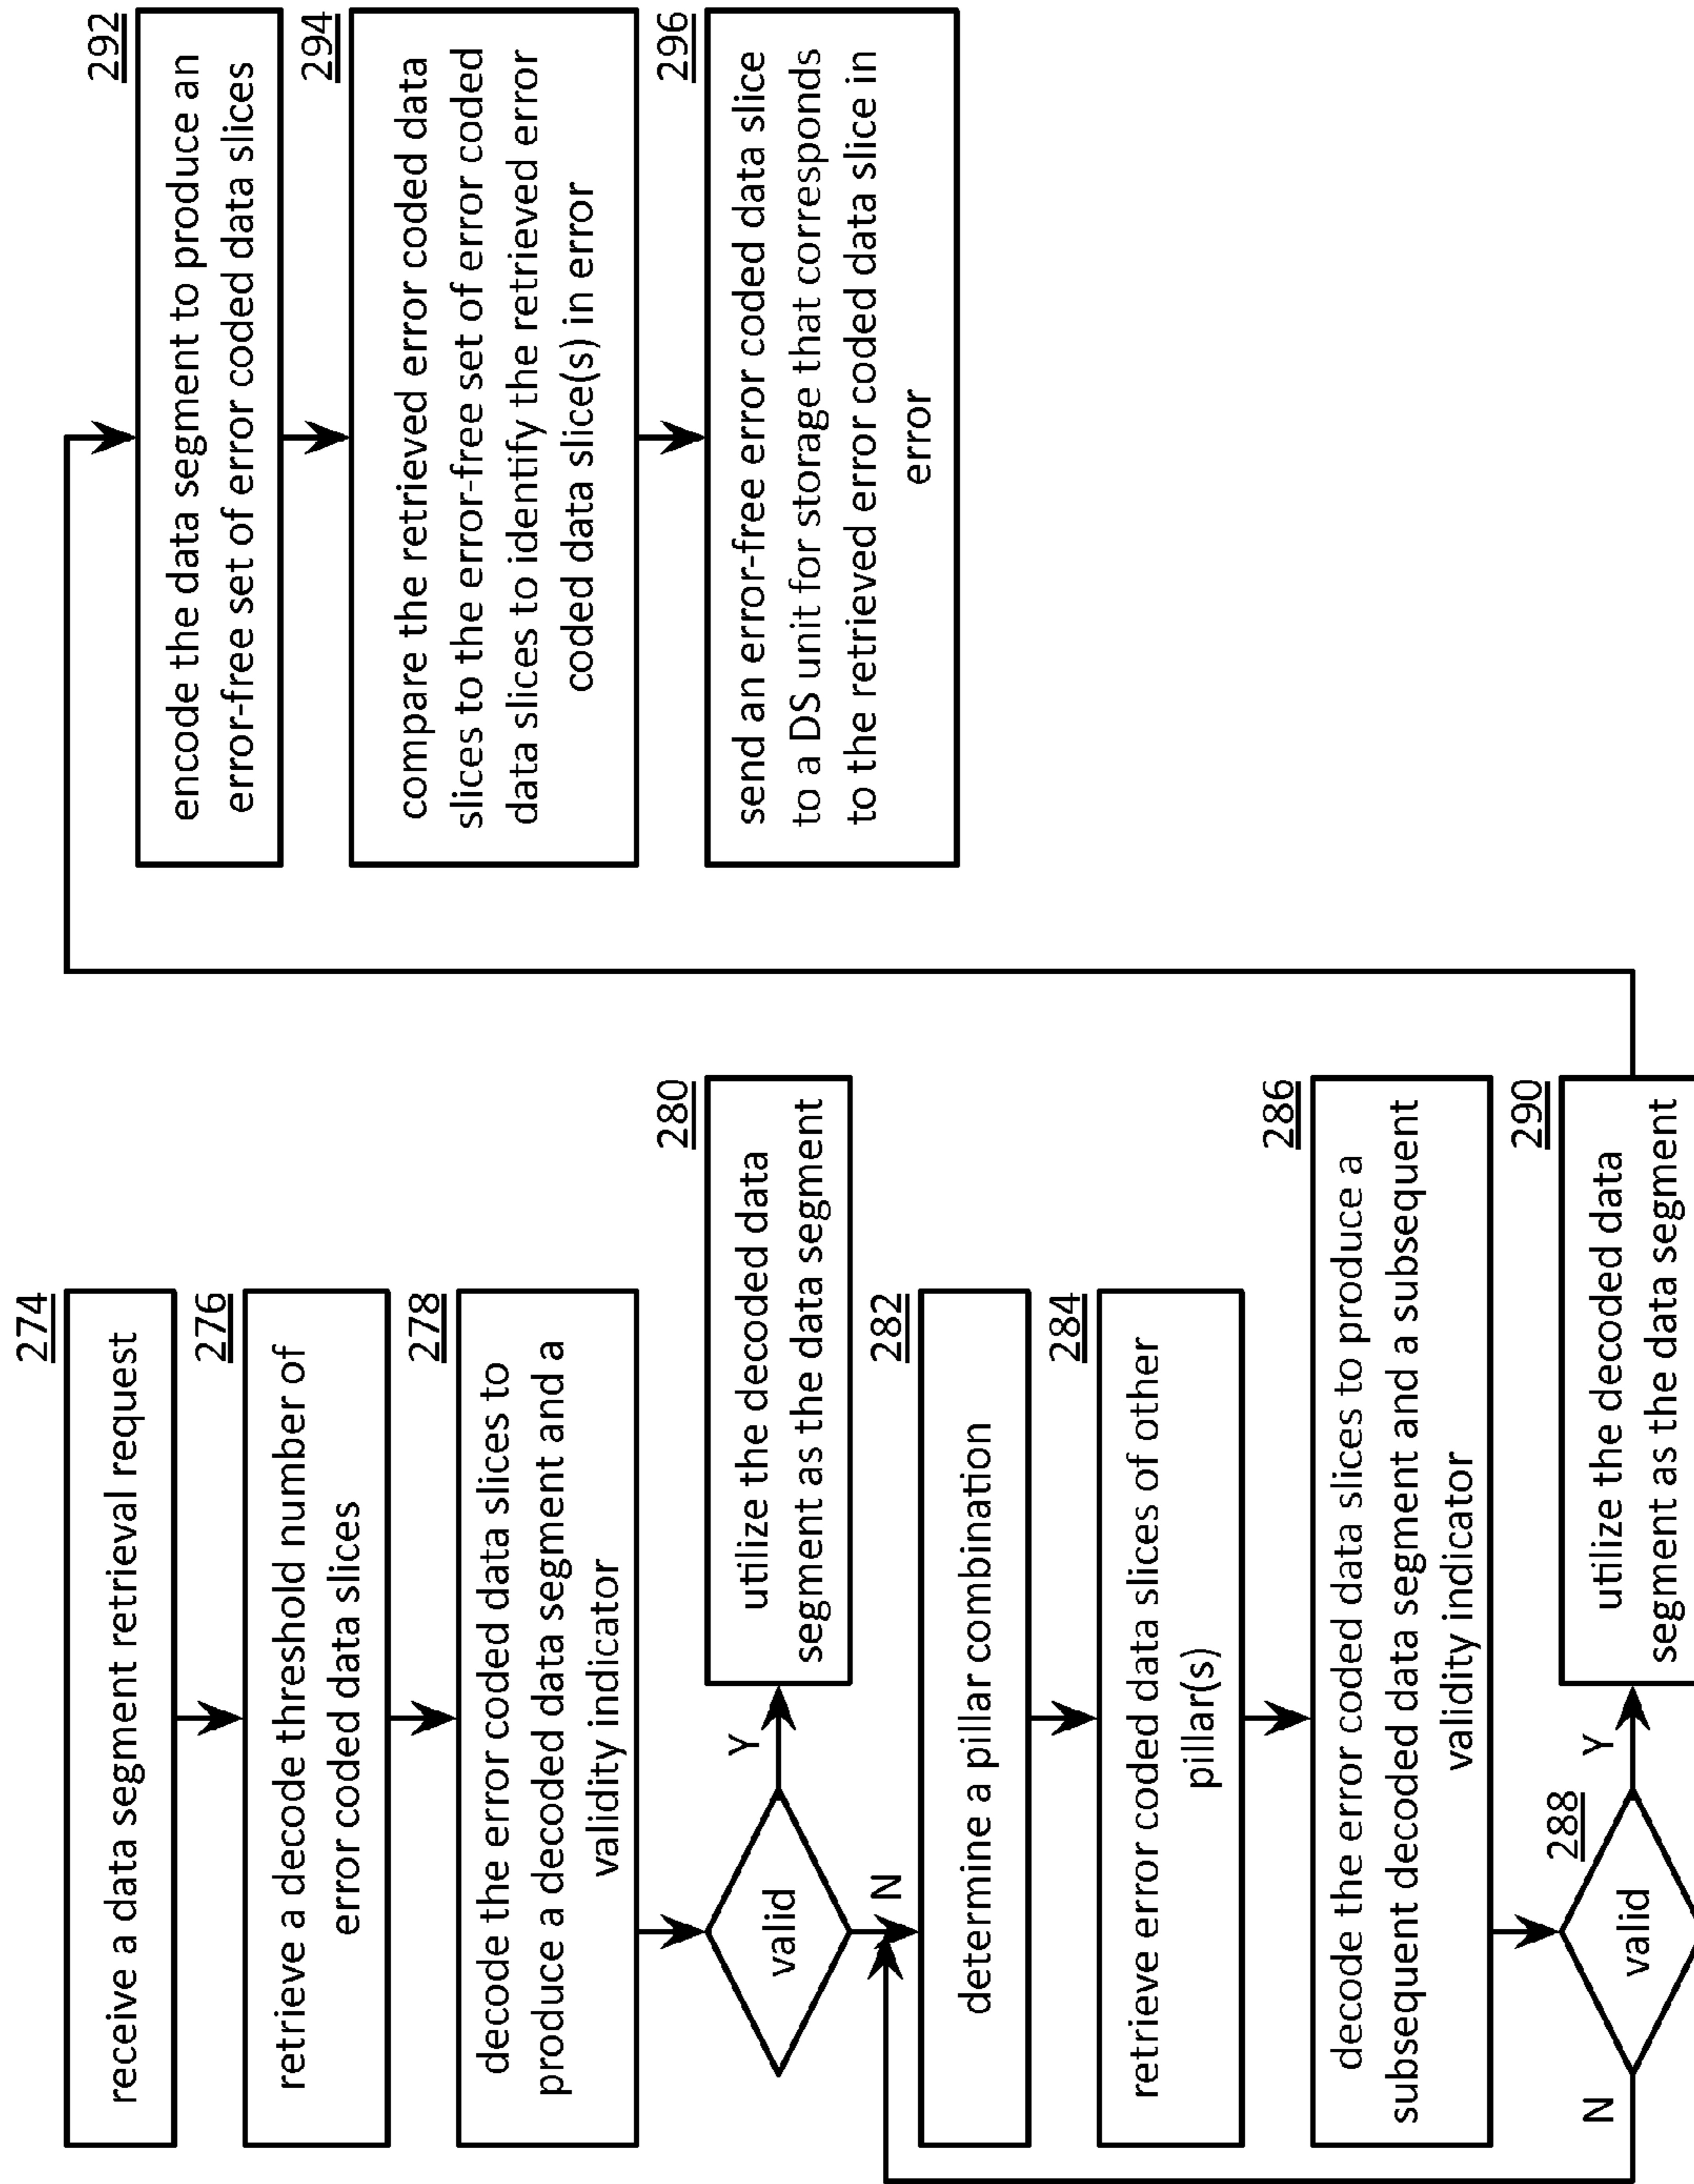 274
receive a data segment retrieval request
276
retrieve a decode threshold number of
error coded data slices
278
decode the error coded data slices to
produce a decoded data segment and a
validity indicator
valid
Y
N
280
utilize the decoded data
segment as the data segment
282
determine a pillar combination
284
retrieve error coded data slices of other
pillar(s)
286
decode the error coded data slices to produce a
subsequent decoded data segment and a subsequent
validity indicator
288
valid
Y
N
290
utilize the decoded data
segment as the data segment
292
encode the data segment to produce an
error-free set of error coded data slices
294
compare the retrieved error coded data
slices to the error-free set of error coded
data slices to identify the retrieved error
coded data slice(s) in error
296
send an error-free error coded data slice
to a DS unit for storage that corresponds
to the retrieved error coded data slice in
error